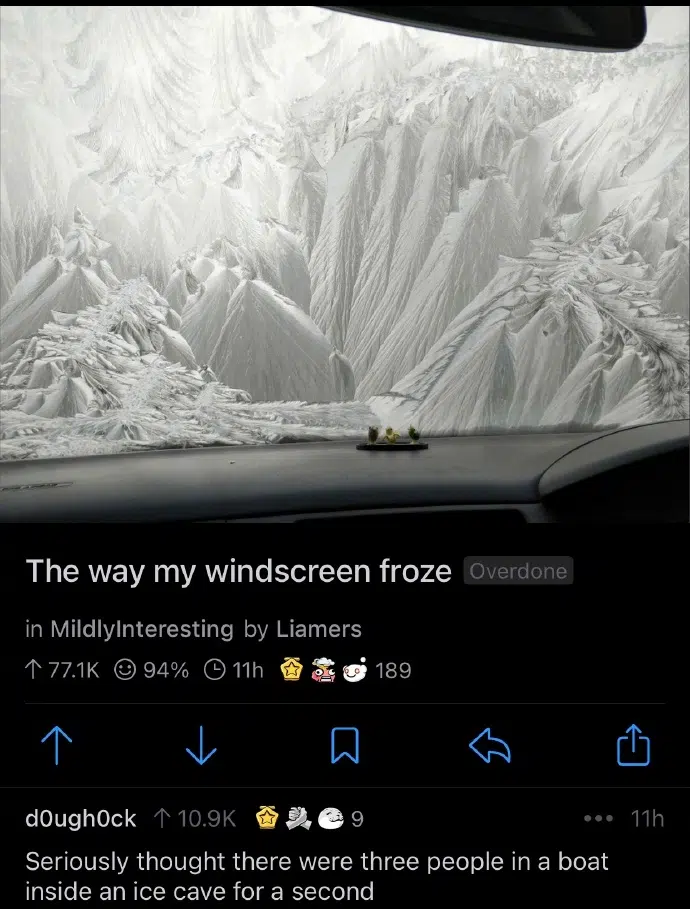 The way my windscreen froze Overdone
in MildlyInteresting by Liamers
77.1K 94% 11h 189
d0ugh0ck 10.9K 9 11h
Seriously thought there were three people in a boat
inside an ice cave for a second